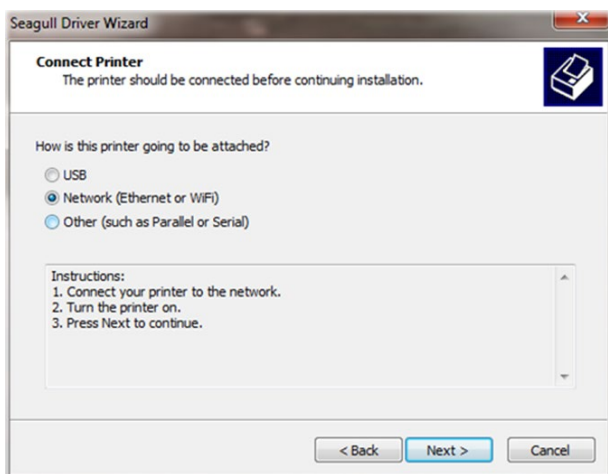 Seagull Driver Wizard
Connect Printer
The printer should be connected before continuing installation.
How is this printer going to be attached?
USB
Network (Ethernet or WiFi)
Other (such as Parallel or Serial)
Instructions:
1. Connect your printer to the network.
2. Turn the printer on.
3. Press Next to continue.
< Back Next > Cancel